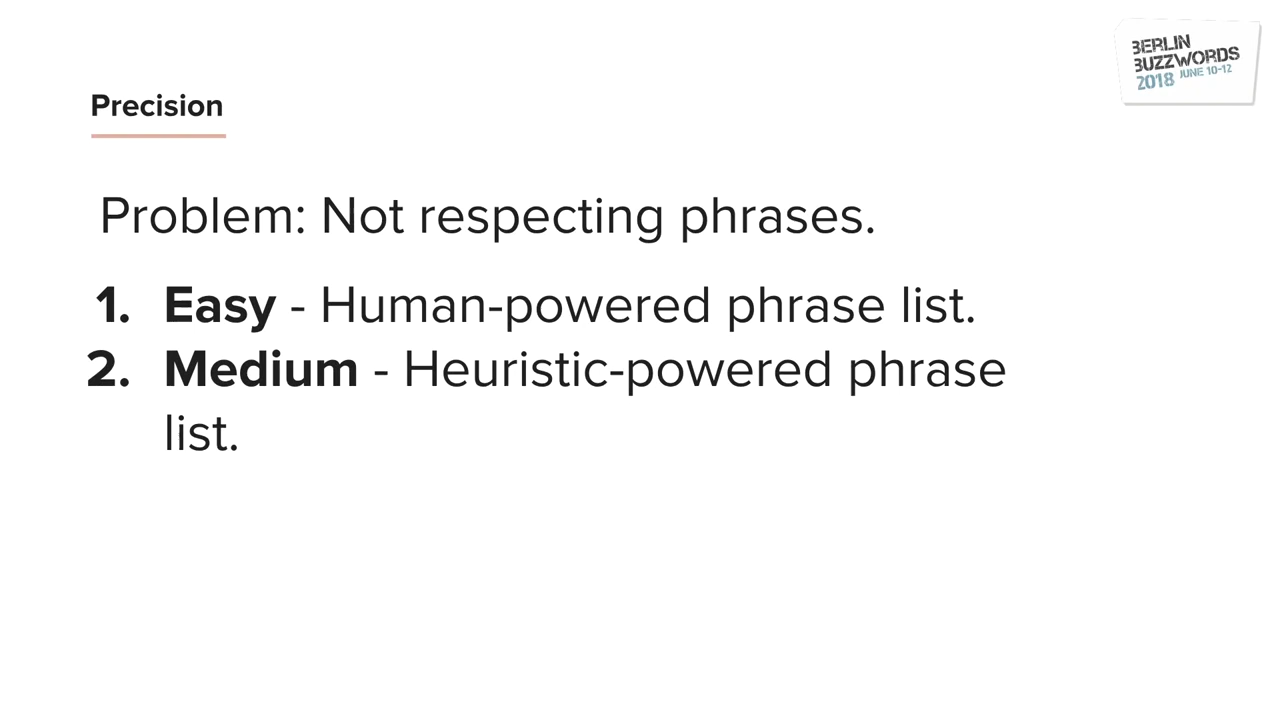 BERLIN
BUZZWORDS
2018 JUNE 10-12
Precision
Problem: Not respecting phrases.
1. Easy - Human-powered phrase list.
2. Medium - Heuristic-powered phrase
list.